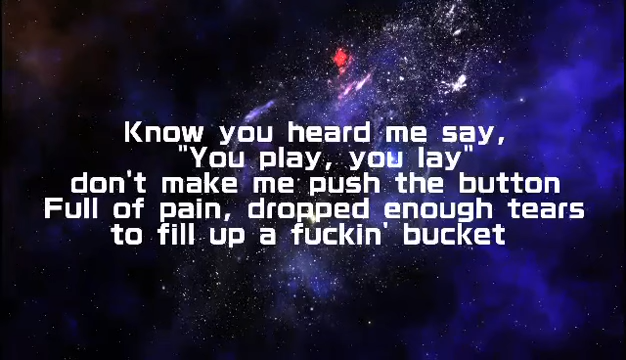 Know you heard me say,
"You play, you lay"
don't make me push the button
Full of pain, dropped enough tears
to fill up a fuckin' bucket